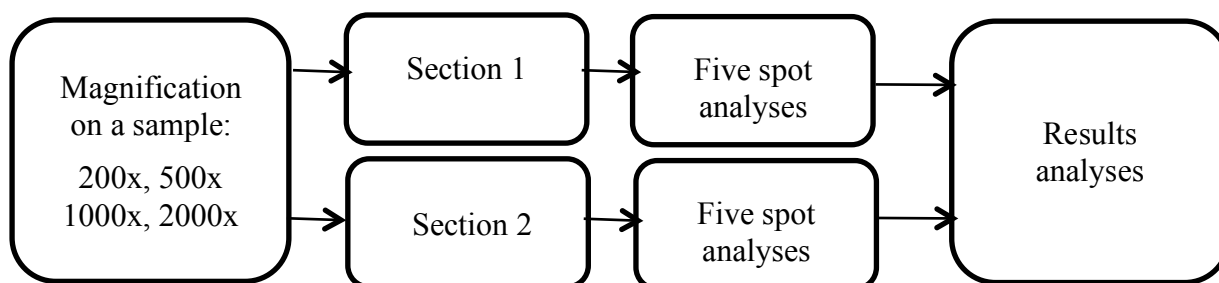 Magnification
on a sample:
200x, 500x
1000x, 2000x
Section 1
Five spot
analyses
Section 2
Five spot
analyses
Results
analyses